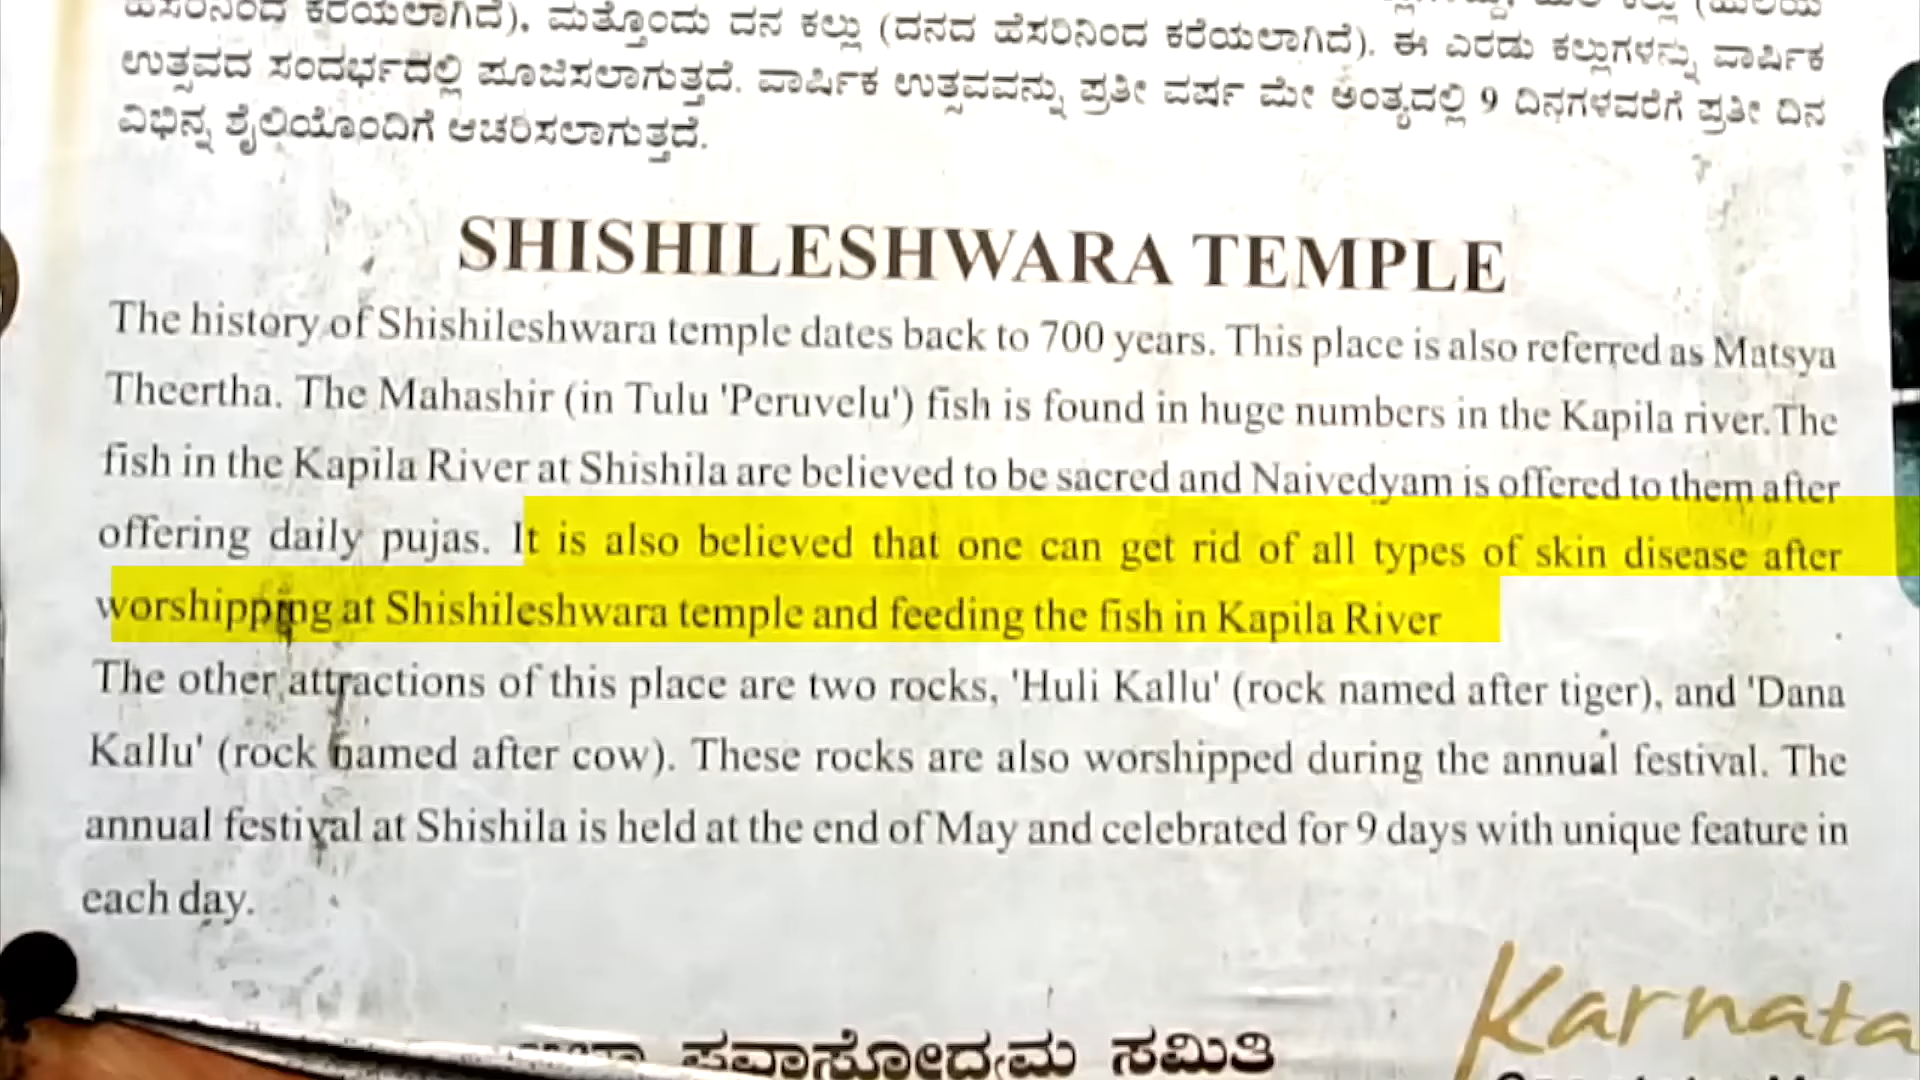 ಹೆಸರಿನಿಂದ ಕರೆಯಲಾಗಿದೆ), ಮತ್ತೊಂದು ದನ ಕಲ್ಲು (ದನದ ಹೆಸರಿನಿಂದ ಕರೆಯಲಾಗಿದೆ). ಈ ಎರಡು ಕಲ್ಲುಗಳನ್ನು ವಾರ್ಷಿಕ
ಉತ್ಸವದ ಸಂದರ್ಭದಲ್ಲಿ ಪೂಜಿಸಲಾಗುತ್ತದೆ. ವಾರ್ಷಿಕ ಉತ್ಸವವನ್ನು ಪ್ರತೀ ವರ್ಷ ಮೇ ಅಂತ್ಯದಲ್ಲಿ 9 ದಿನಗಳವರೆಗೆ ಪ್ರತೀ ದಿನ
ವಿಭಿನ್ನ ಶೈಲಿಯೊಂದಿಗೆ ಆಚರಿಸಲಾಗುತ್ತದೆ.
SHISHILESHWARA TEMPLE
The history of Shishileshwara temple dates back to 700 years. This place is also referred as Matsya
Theertha. The Mahashir (in Tulu 'Peruvelu') fish is found in huge numbers in the Kapila river.The
fish in the Kapila River at Shishila are believed to be sacred and Naivedyam is offered to them after
offering daily pujas. It is also believed that one can get rid of all types of skin disease after
worshipping at Shishileshwara temple and feeding the fish in Kapila River
The other attractions of this place are two rocks, 'Huli Kallu' (rock named after tiger), and 'Dana
Kallu' (rock named after cow). These rocks are also worshipped during the annual festival. The
annual festival at Shishila is held at the end of May and celebrated for 9 days with unique feature in
each day.
Karnata
ಪ್ರವಾಸೋದ್ಯಮ ಸಮಿತಿ